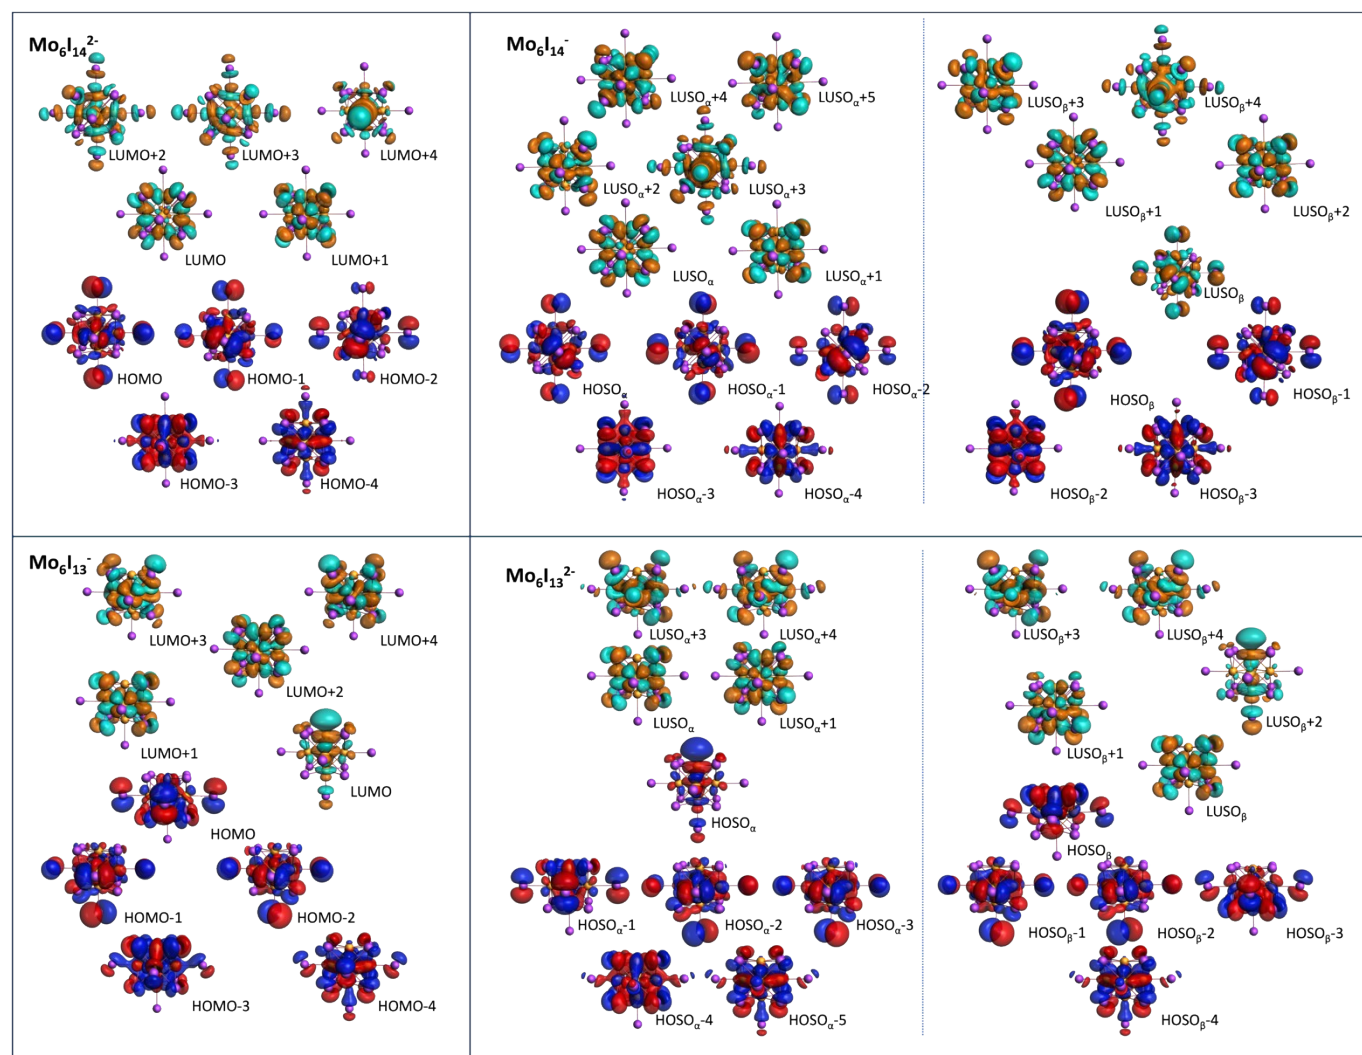 Mo₆I₁₄²⁻
LUMO+2
LUMO+3
LUMO+4
LUMO
LUMO+1
HOMO
HOMO-1
HOMO-2
HOMO-3
HOMO-4
Mo₆I₁₄⁻
LUSOα+4
LUSOα+5
LUSOα+2
LUSOα+3
LUSOα
LUSOα+1
HOSOα
HOSOα-1
HOSOα-2
HOSOα-3
HOSOα-4
LUSOβ+3
LUSOβ+4
LUSOβ+1
LUSOβ+2
LUSOβ
HOSOβ
HOSOβ-1
HOSOβ-2
HOSOβ-3
Mo₆I₁₃⁻
LUMO+3
LUMO+4
LUMO+2
LUMO+1
LUMO
HOMO
HOMO-1
HOMO-2
HOMO-3
HOMO-4
Mo₆I₁₃²⁻
LUSOα+3
LUSOα+4
LUSOα
LUSOα+1
HOSOα
HOSOα-1
HOSOα-2
HOSOα-3
HOSOα-4
HOSOα-5
LUSOβ+3
LUSOβ+4
LUSOβ+2
LUSOβ+1
LUSOβ
HOSOβ
HOSOβ-1
HOSOβ-2
HOSOβ-3
HOSOβ-4